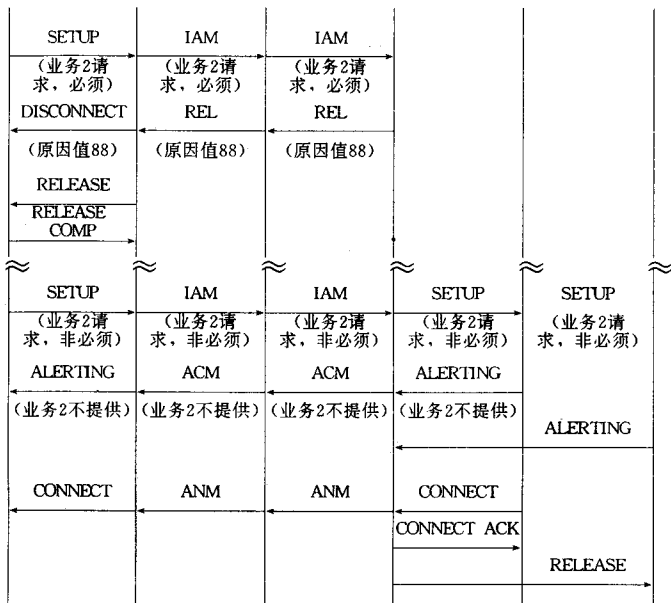 SETUP IAM IAM
(业务2请 (业务2请 (业务2请
求，必须) 求，必须) 求，必须)
DISCONNECT REL REL
(原因值88) (原因值88) (原因值88)
RELEASE
RELEASE
COMP
SETUP IAM IAM SETUP SETUP
(业务2请 (业务2请 (业务2请 (业务2请 (业务2请
求，非必须) 求，非必须) 求，非必须) 求，非必须) 求，非必须)
ALERTING ACM ACM ALERTING
(业务2不提供) (业务2不提供) (业务2不提供) (业务2不提供)
ALERTING
CONNECT ANM ANM CONNECT
CONNECT ACK
RELEASE